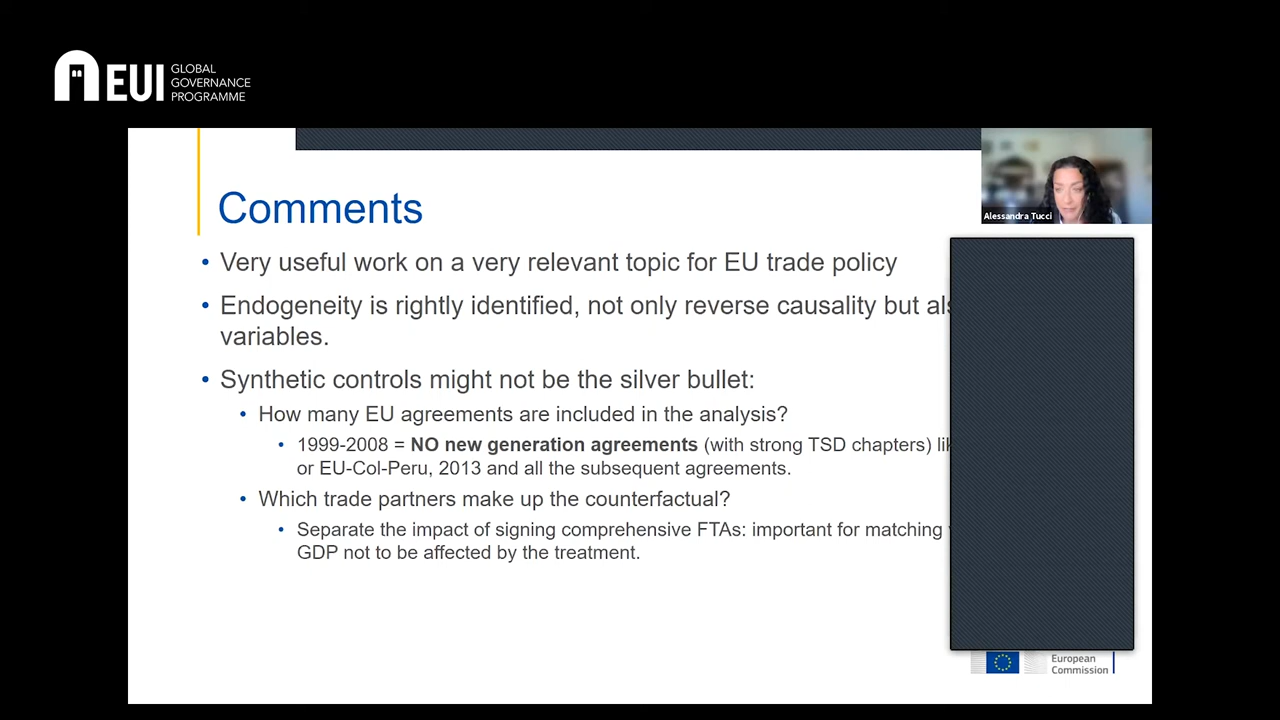 EUI
GLOBAL
GOVERNANCE
PROGRAMME
Alessandra Tucci
Comments
• Very useful work on a very relevant topic for EU trade policy
• Endogeneity is rightly identified, not only reverse causality but
variables.
• Synthetic controls might not be the silver bullet:
• How many EU agreements are included in the analysis?
• 1999-2008 = NO new generation agreements (with strong TSD chapters)
or EU-Col-Peru, 2013 and all the subsequent agreements.
• Which trade partners make up the counterfactual?
• Separate the impact of signing comprehensive FTAs: important for matching
GDP not to be affected by the treatment.
European
Commission